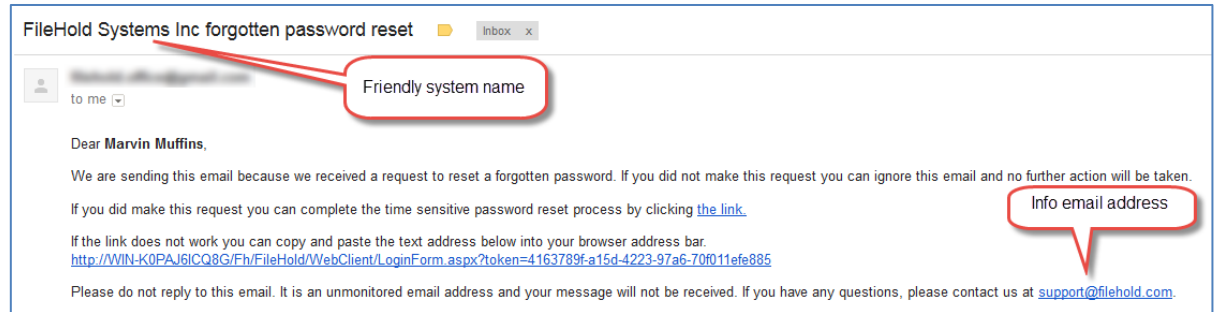 FileHold Systems Inc forgotten password reset Inbox x
Friendly system name
to me
Dear Marvin Muffins,
We are sending this email because we received a request to reset a forgotten password. If you did not make this request you can ignore this email and no further action will be taken.
If you did make this request you can complete the time sensitive password reset process by clicking the link.
Info email address
If the link does not work you can copy and paste the text address below into your browser address bar.
http://WIN-K0PAJ6ICQ8G/Fh/FileHold/WebClient/LoginForm.aspx?token=4163789f-a15d-4223-97a6-70f011efe885
Please do not reply to this email. It is an unmonitored email address and your message will not be received. If you have any questions, please contact us at support@filehold.com.